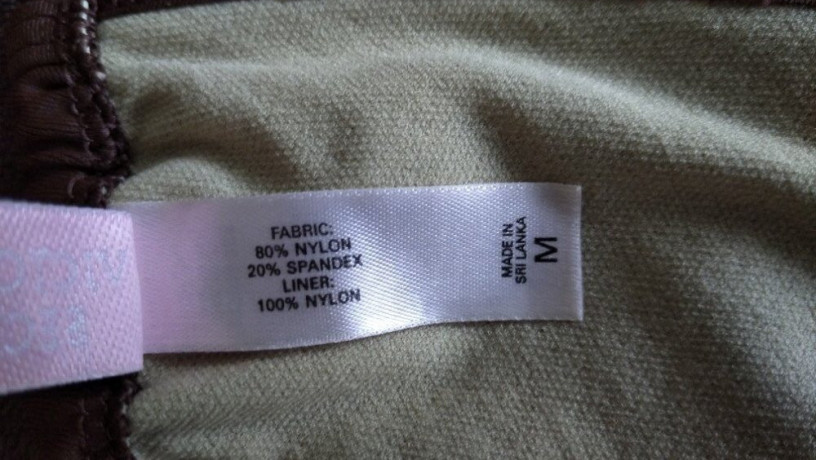 FABRIC:
80% NYLON
20% SPANDEX
LINER:
100% NYLON
MADE IN
SRI LANKA
M